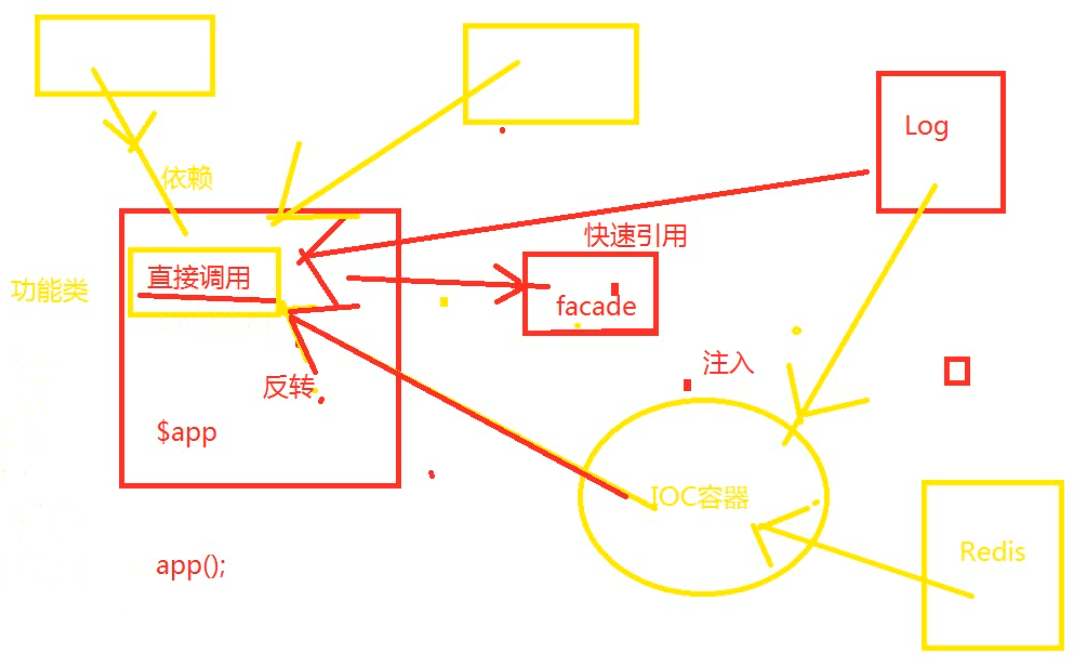 Log
依赖
快速引用
功能类
直接调用
facade
注入
反转
$app
IOC容器
Redis
app();